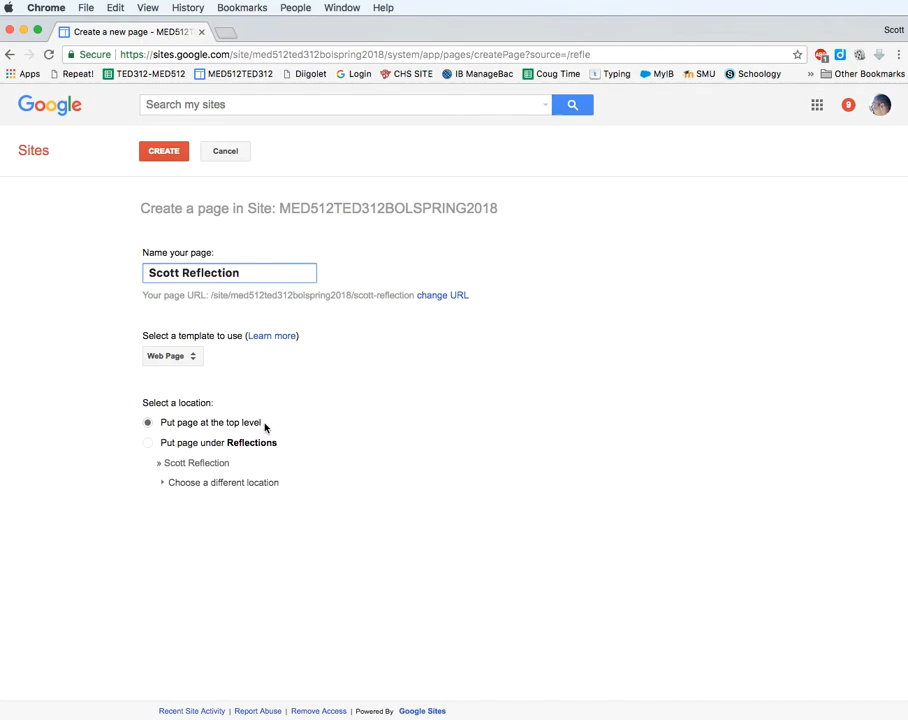 Chrome File Edit View History Bookmarks People Window Help
Create a new page - MED512T ×
Scott
Secure | https://sites.google.com/site/med512ted312bolspring2018/system/app/pages/createPage?source=/refle
1
Apps Repeat! TED312-MED512 MED512TED312 Diigolet Login CHS SITE IB ManageBac Coug Time Typing MyIB SMU Schoology » Other Bookmarks
Google Search my sites 9
Sites CREATE Cancel
Create a page in Site: MED512TED312BOLSPRING2018
Name your page:
Scott Reflection
Your page URL: /site/med512ted312bolspring2018/scott-reflection change URL
Select a template to use (Learn more)
Web Page
Select a location:
Put page at the top level
Put page under Reflections
» Scott Reflection
Choose a different location
Recent Site Activity | Report Abuse | Remove Access | Powered By Google Sites